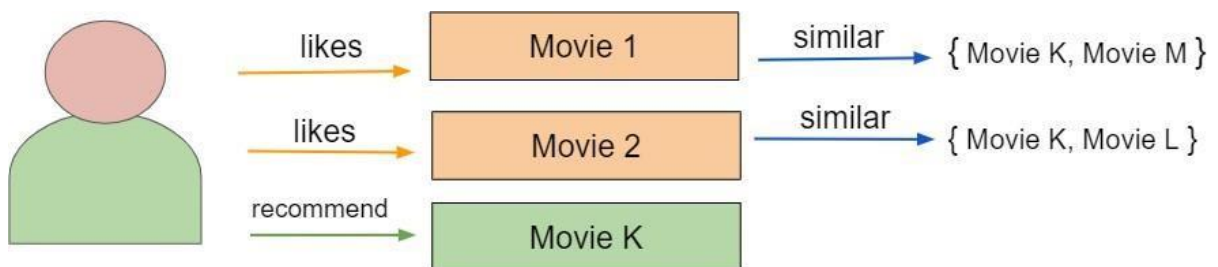 likes Movie 1 similar { Movie K, Movie M }
likes Movie 2 similar { Movie K, Movie L }
recommend Movie K